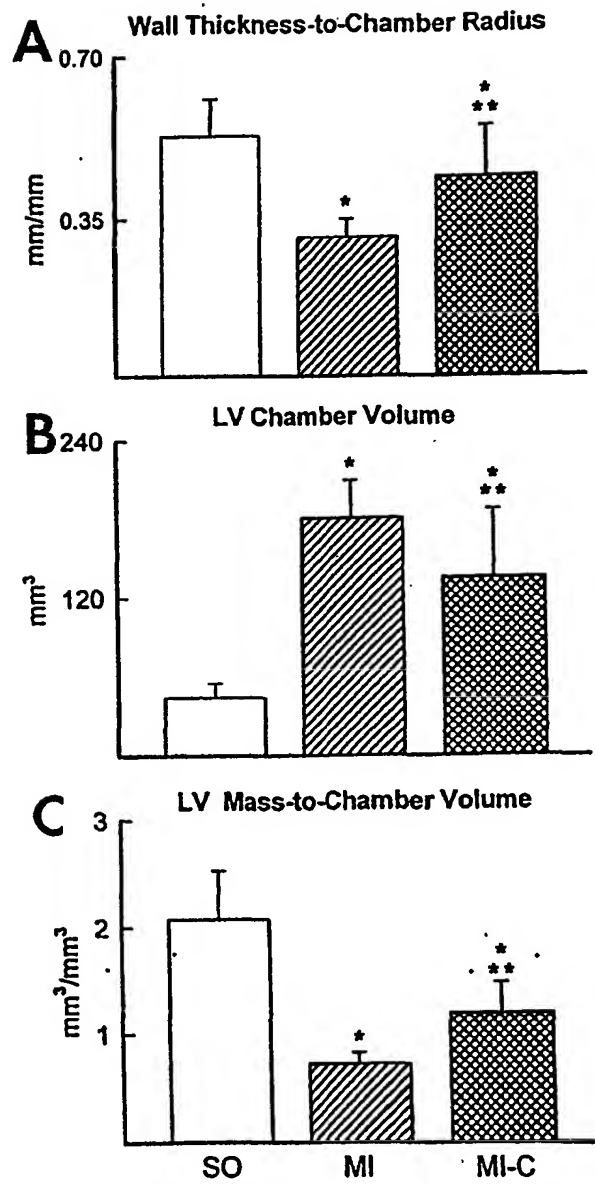 A Wall Thickness-to-Chamber Radius
0.70
*
**
*
0.35
mm/mm
B LV Chamber Volume
240
*
*
**
120
mm³
C LV Mass-to-Chamber Volume
3
2
*
**
*
1
mm³/mm³
SO MI MI-C